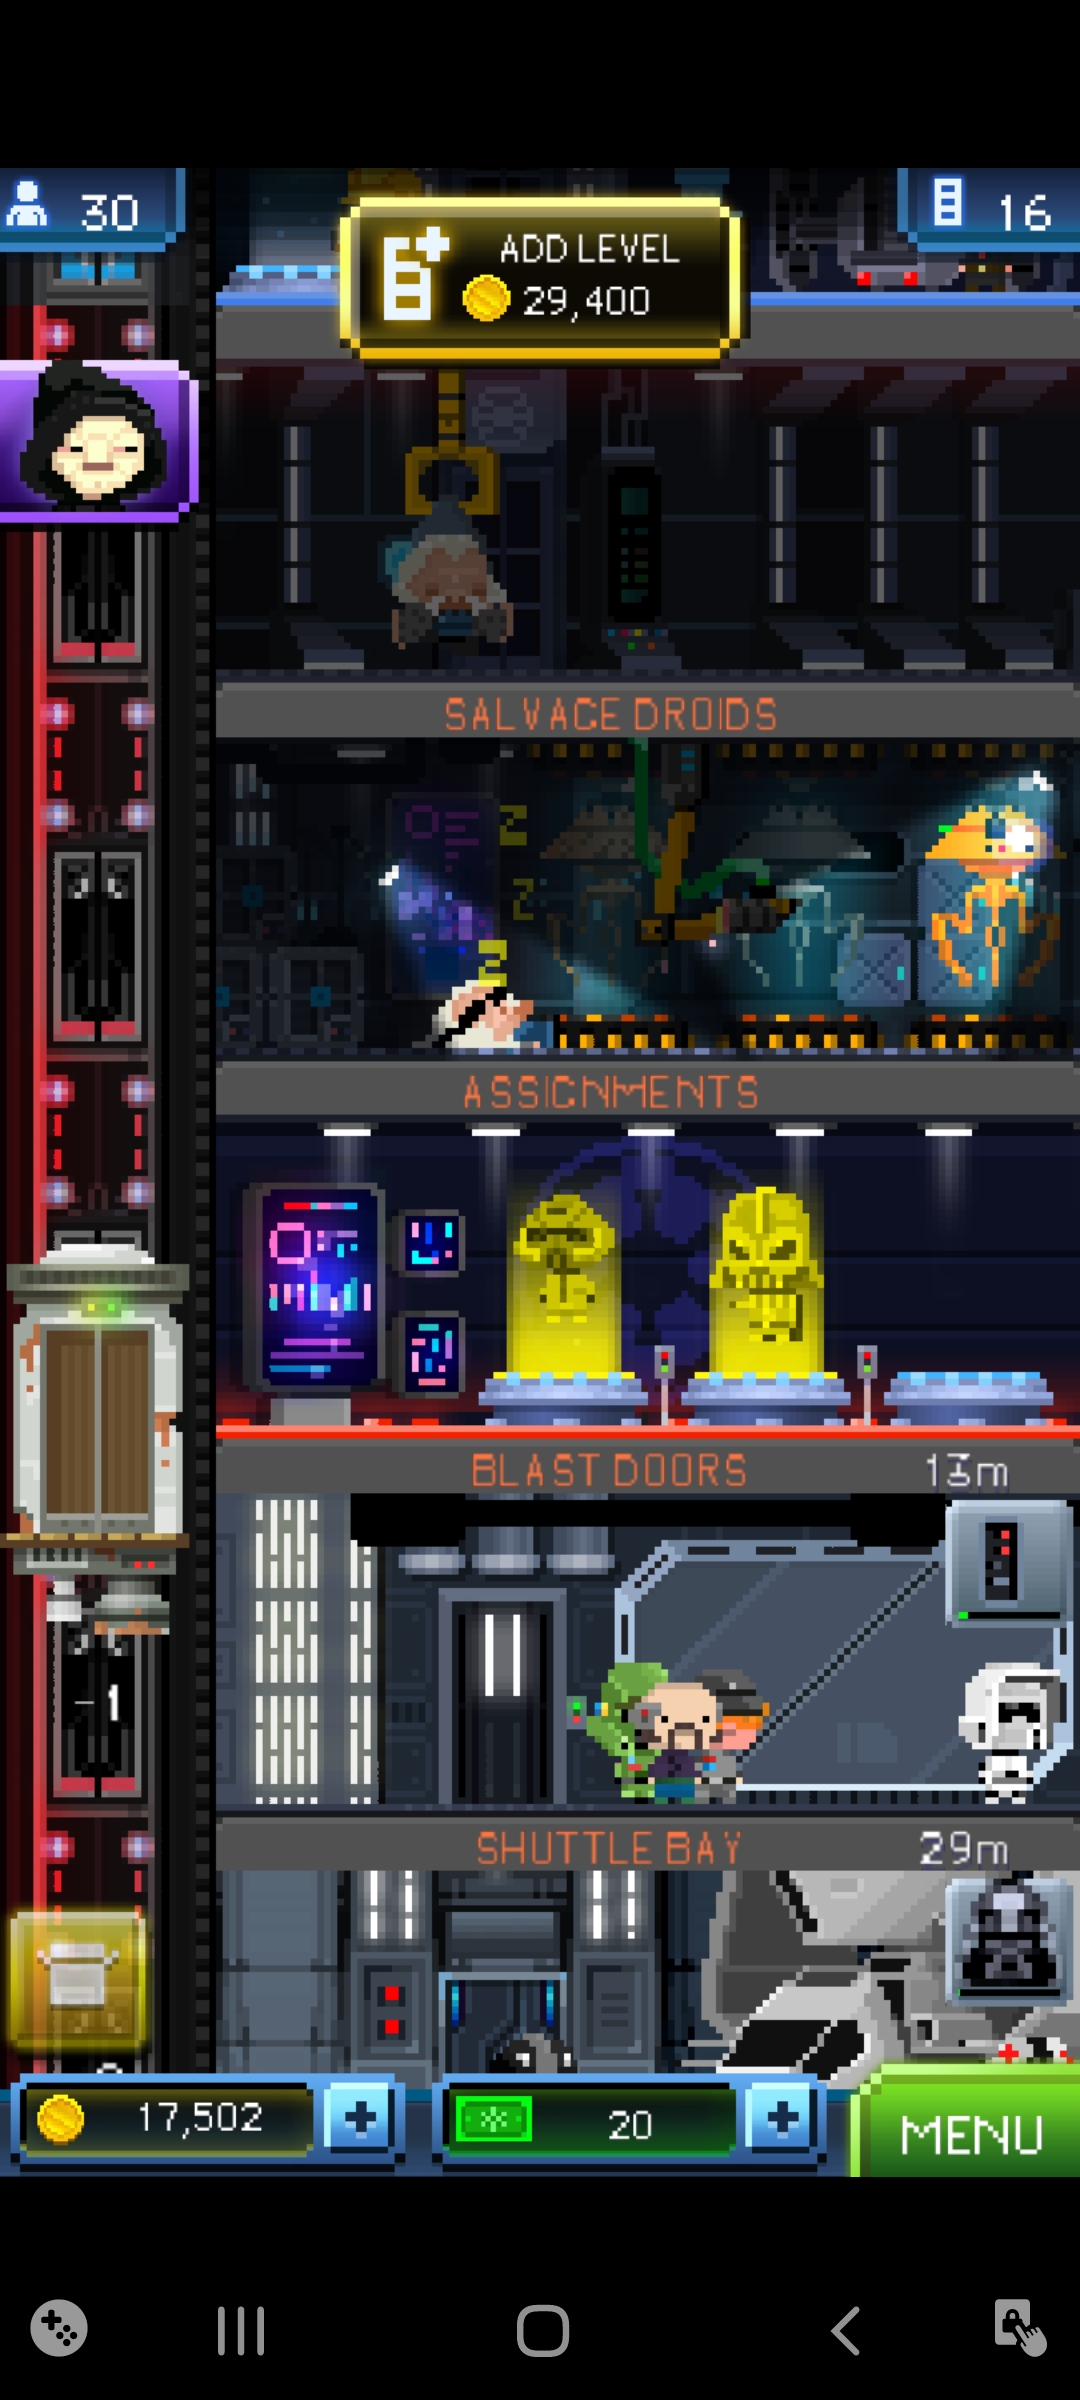 30
ADD LEVEL
29,400
16
SALVAGE DROIDS
Z
Z
Z
ASSIGNMENTS
BLAST DOORS 13m
-1
SHUTTLE BAY 29m
17,502
20
MENU